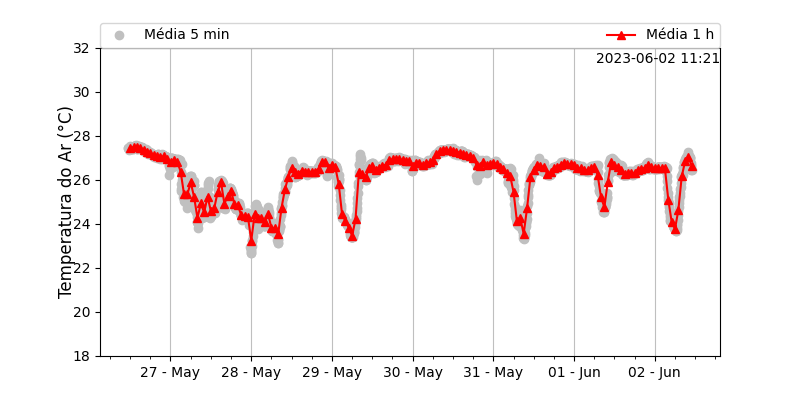 Média 5 min
Média 1 h
2023-06-02 11:21
Temperatura do Ar (°C)
32
30
28
26
24
22
20
18
27 - May
28 - May
29 - May
30 - May
31 - May
01 - Jun
02 - Jun